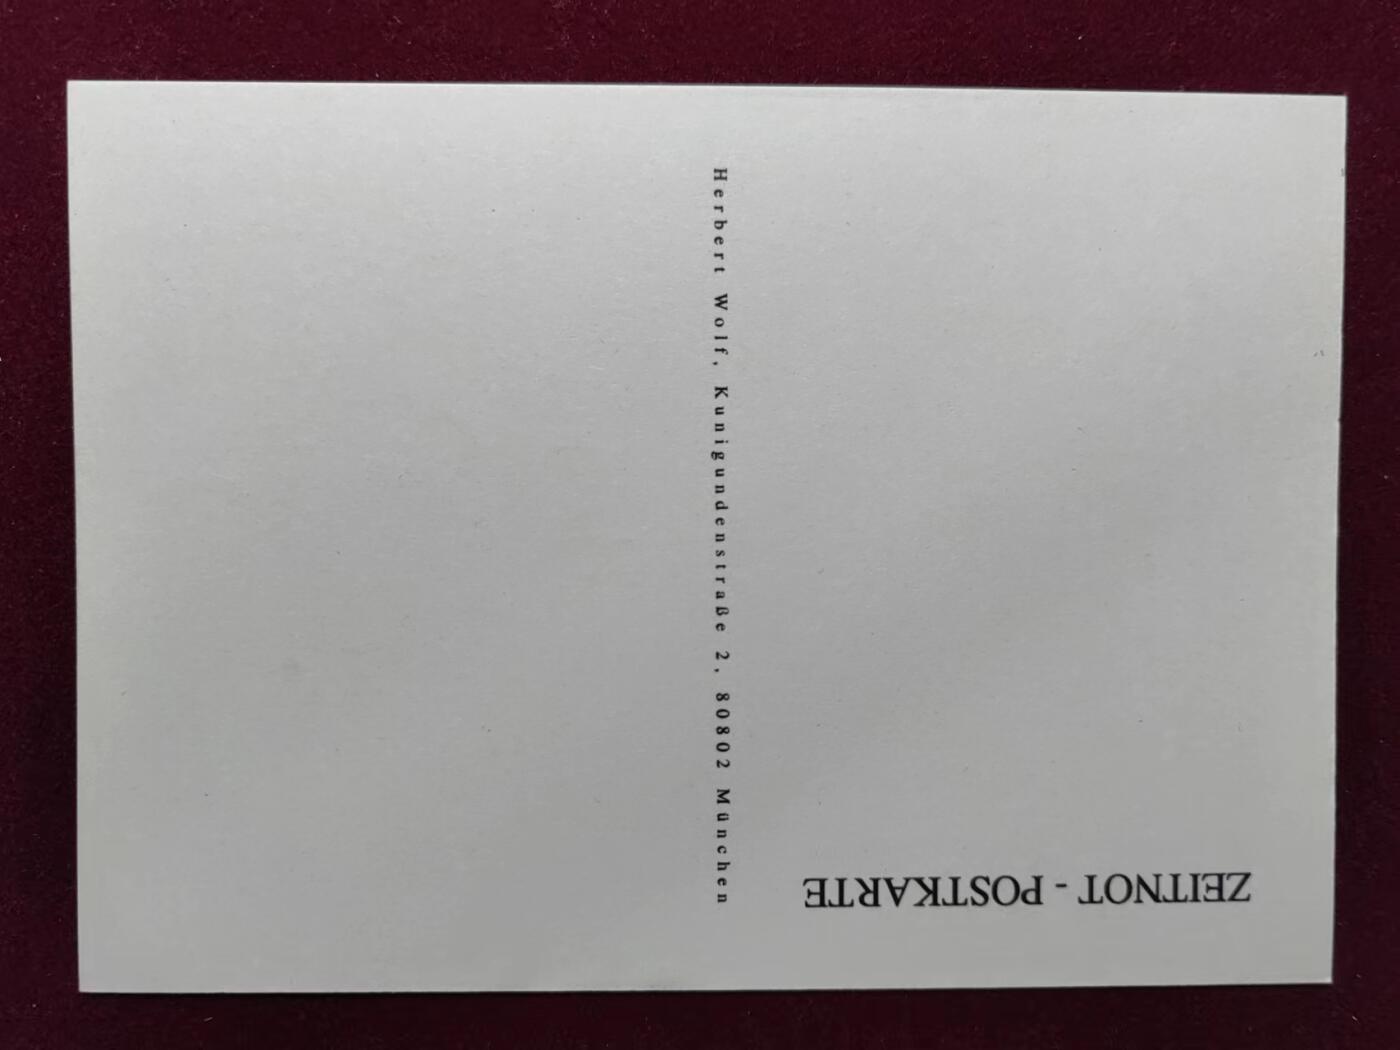 ZEITNOT - POSTKARTE
Herbert Wolf, Kunigundenstraße 2, 80802 München